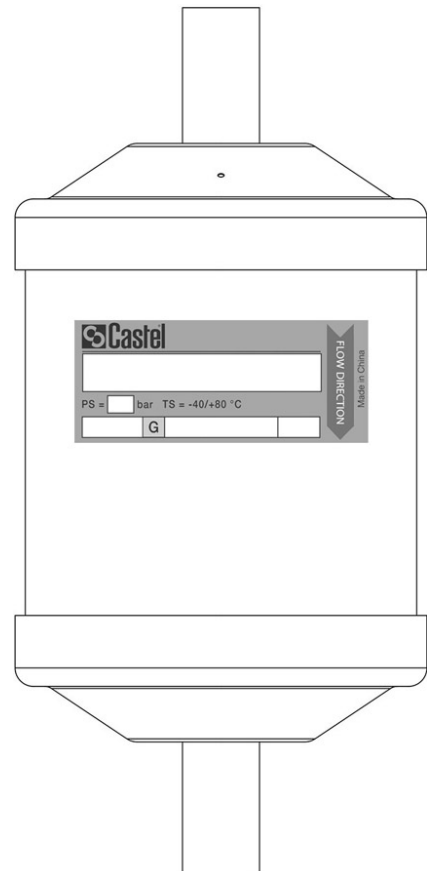 Castel
PS = bar TS = -40/+80 °C
G
FLOW DIRECTION
Made in China